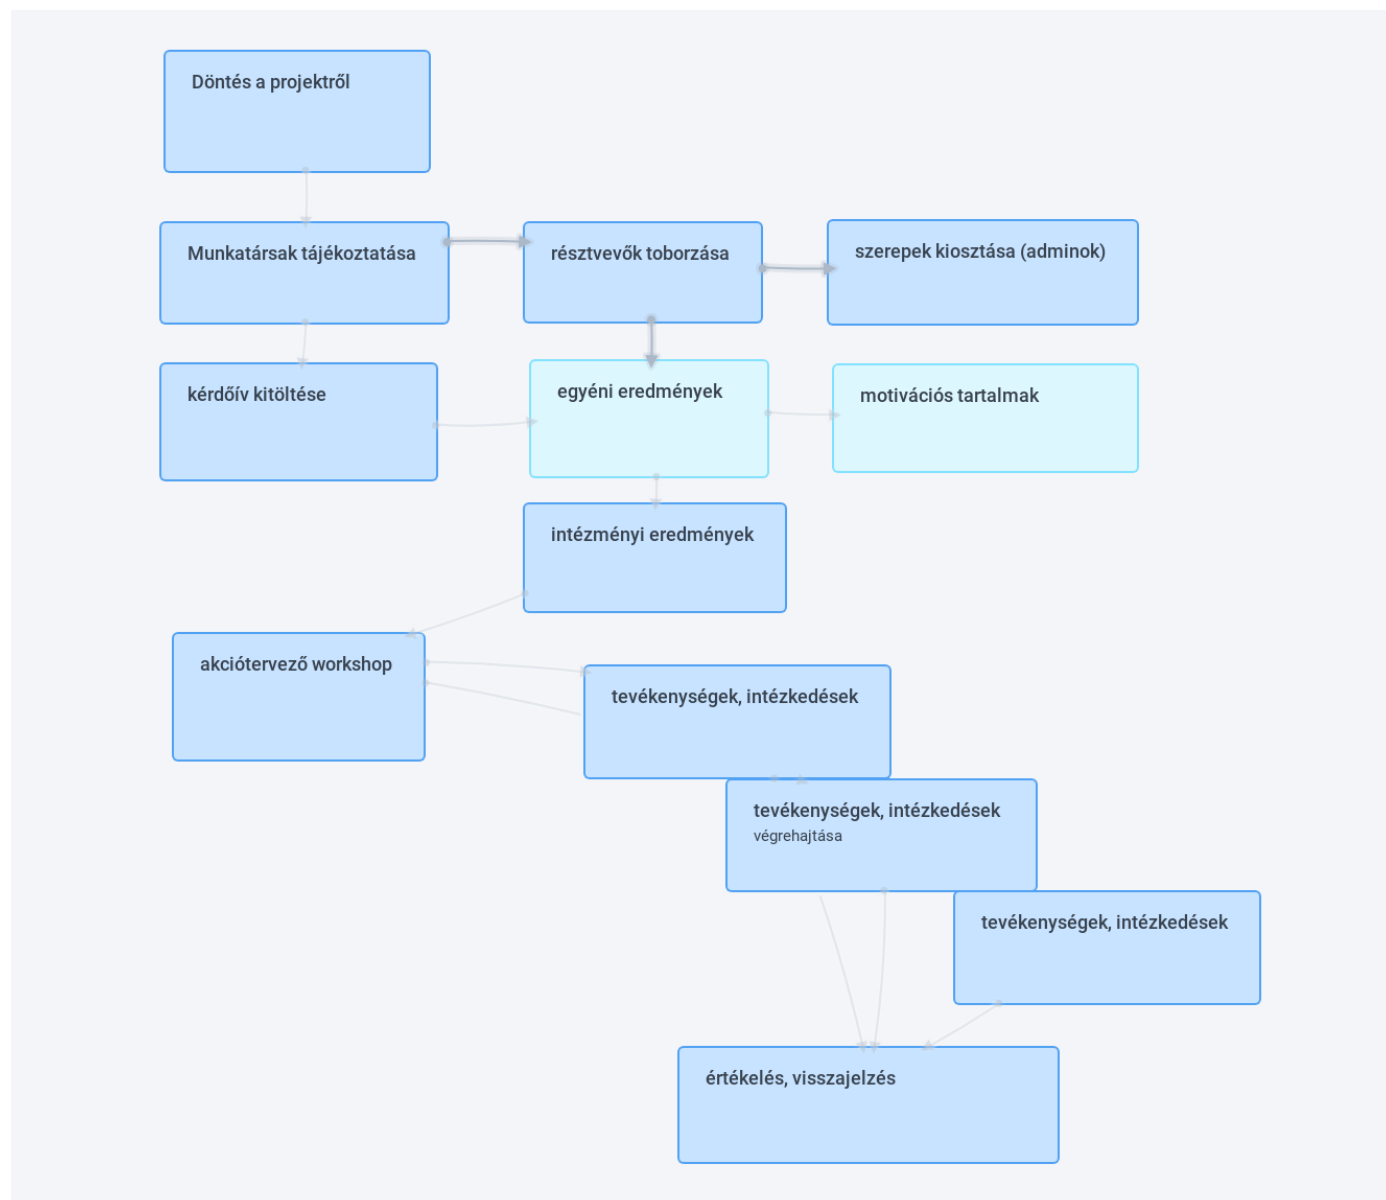 Döntés a projektről
Munkatársak tájékoztatása
résztvevők toborzása
szerepek kiosztása (adminok)
kérdőív kitöltése
egyéni eredmények
motivációs tartalmak
intézményi eredmények
akciótervező workshop
tevékenységek, intézkedések
tevékenységek, intézkedések
végrehajtása
tevékenységek, intézkedések
értékelés, visszajelzés